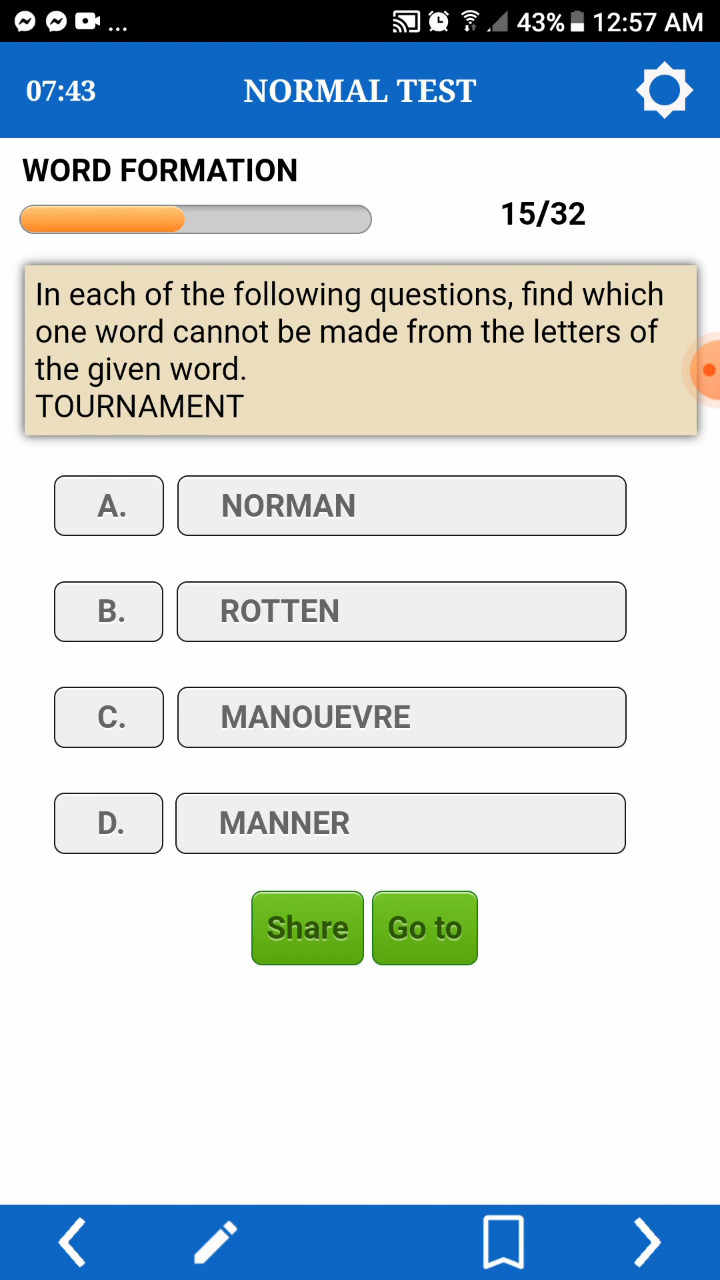 ... 43% 12:57 AM
07:43 NORMAL TEST
WORD FORMATION
15/32
In each of the following questions, find which
one word cannot be made from the letters of
the given word.
TOURNAMENT
A. NORMAN
B. ROTTEN
C. MANOUEVRE
D. MANNER
Share Go to